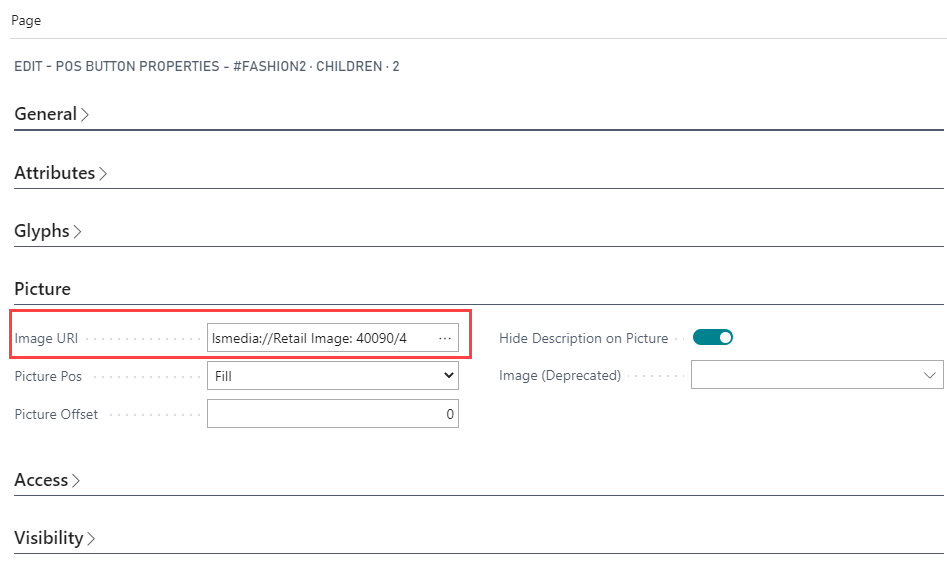 Page
EDIT - POS BUTTON PROPERTIES - #FASHION2 · CHILDREN · 2
General
Attributes
Glyphs
Picture
Image URI lsmedia://Retail Image: 40090/4 ... Hide Description on Picture
Picture Pos Fill Image (Deprecated)
Picture Offset 0
Access
Visibility